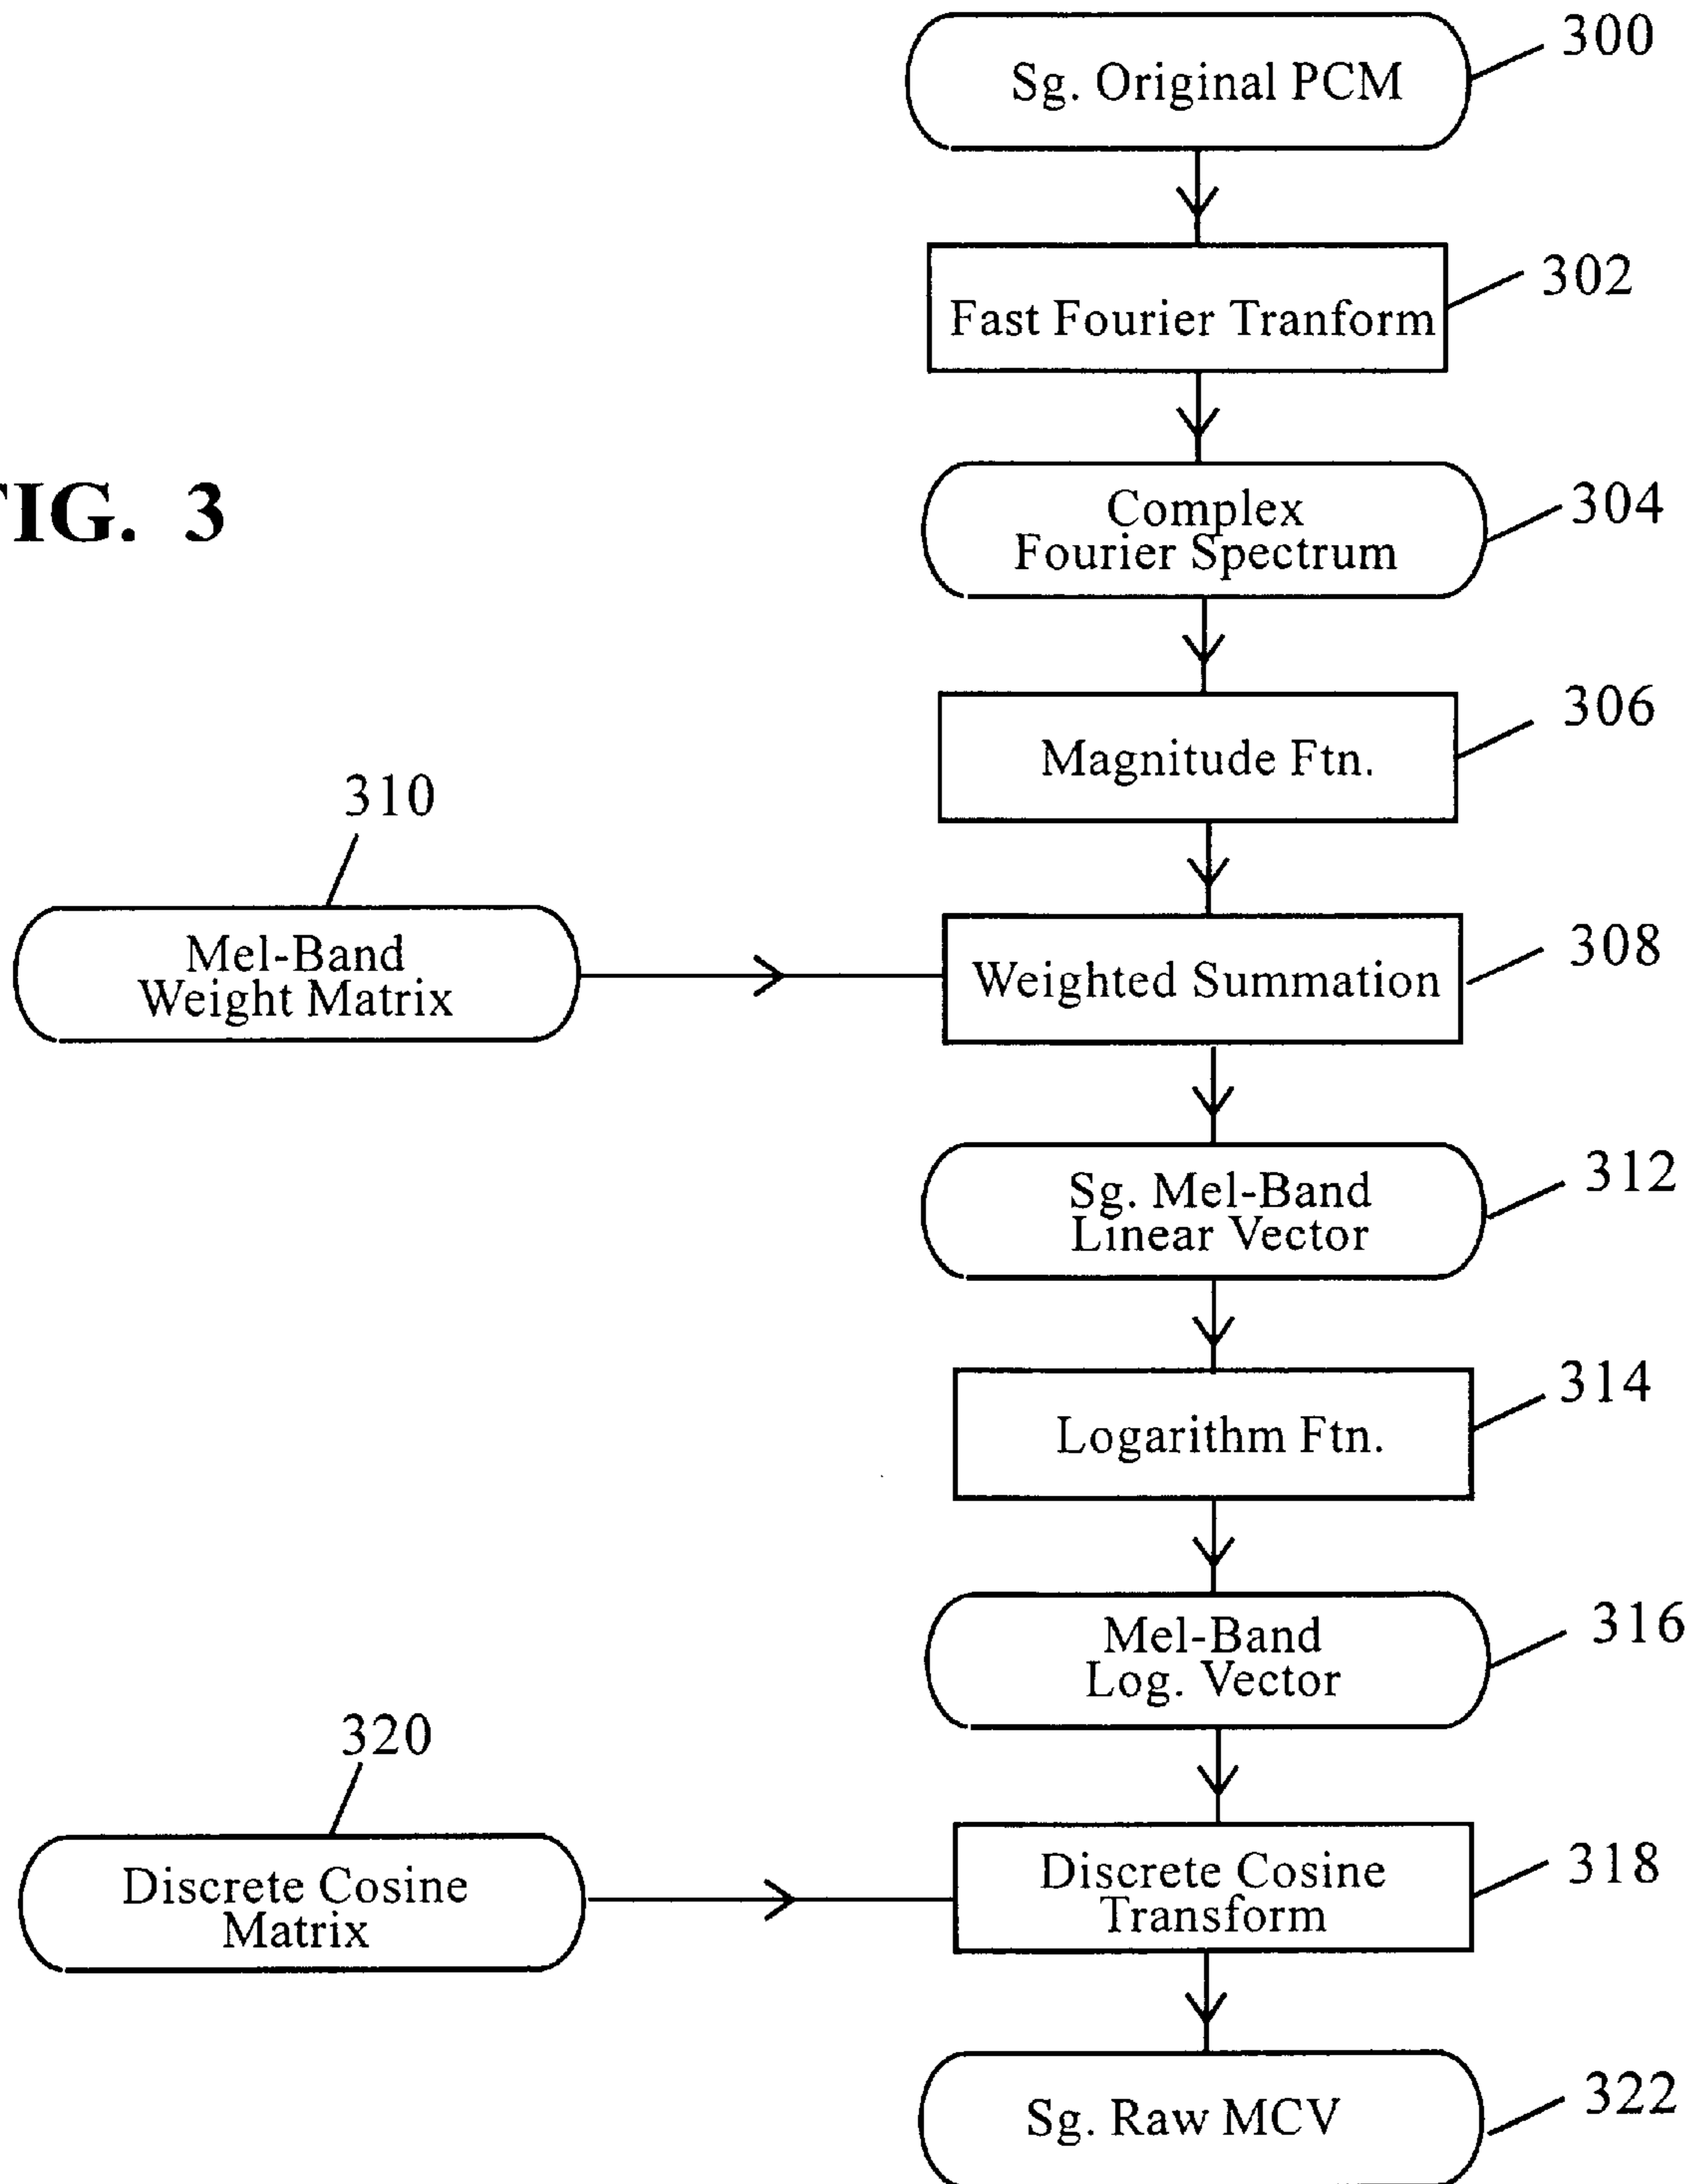 300
Sg. Original PCM
302
Fast Fourier Tranform
FIG. 3
304
Complex
Fourier Spectrum
306
Magnitude Ftn.
310
308
Mel-Band
Weight Matrix
Weighted Summation
312
Sg. Mel-Band
Linear Vector
314
Logarithm Ftn.
316
Mel-Band
Log. Vector
320
318
Discrete Cosine
Matrix
Discrete Cosine
Transform
322
Sg. Raw MCV